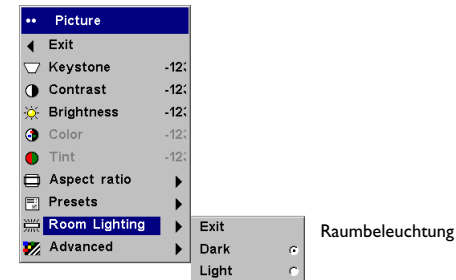 Picture
Exit
Keystone -12:
Contrast -12:
Brightness -12:
Color -12:
Tint -12:
Aspect ratio
Presets
Room Lighting
Advanced
Exit
Dark
Light
Raumbeleuchtung